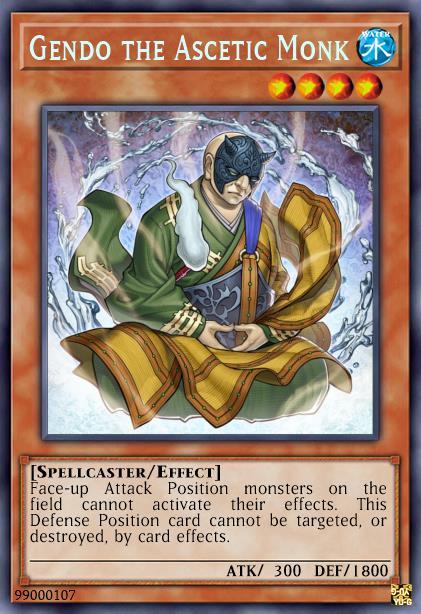 Gendo the Ascetic Monk
WATER
水
[Spellcaster/Effect]
Face-up Attack Position monsters on the
field cannot activate their effects. This
Defense Position card cannot be targeted, or
destroyed, by card effects.
ATK/ 300 DEF/1800
99000107